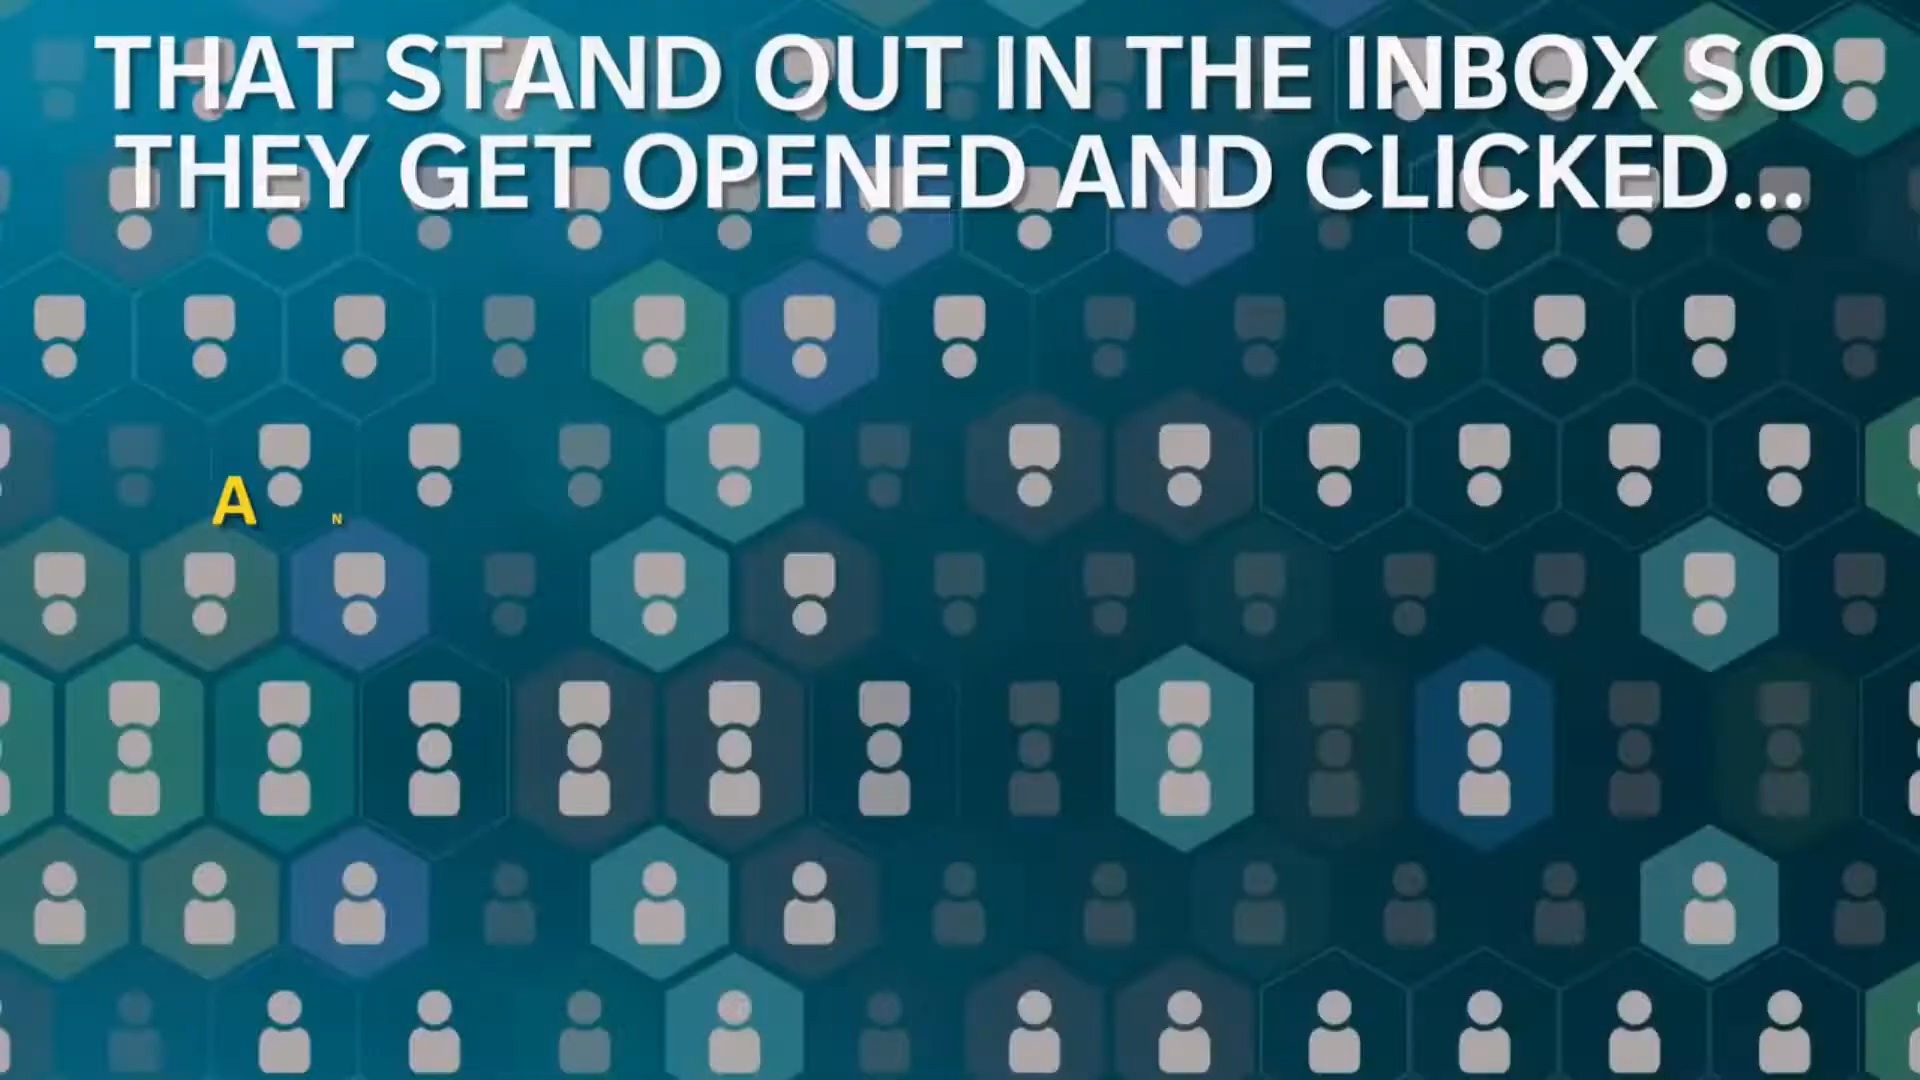 THAT STAND OUT IN THE INBOX SO
THEY GET OPENED AND CLICKED...
A N